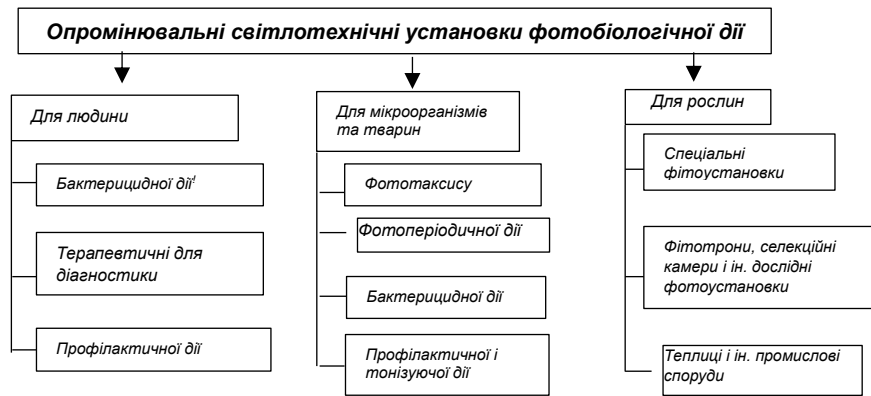 Опромінювальні світлотехнічні установки фотобіологічної дії
Для людини
Бактерицидної дії!
Терапевтичні для
діагностики
Профілактичної дії
Для мікроорганізмів
та тварин
Фототаксису
Фотоперіодичної дії
Бактерицидної дії
Профілактичної і
тонізуючої дії
Для рослин
Спеціальні
фітоустановки
Фітотрони, селекційні
камери і ін. дослідні
фотоустановки
Теплиці і ін. промислові
споруди